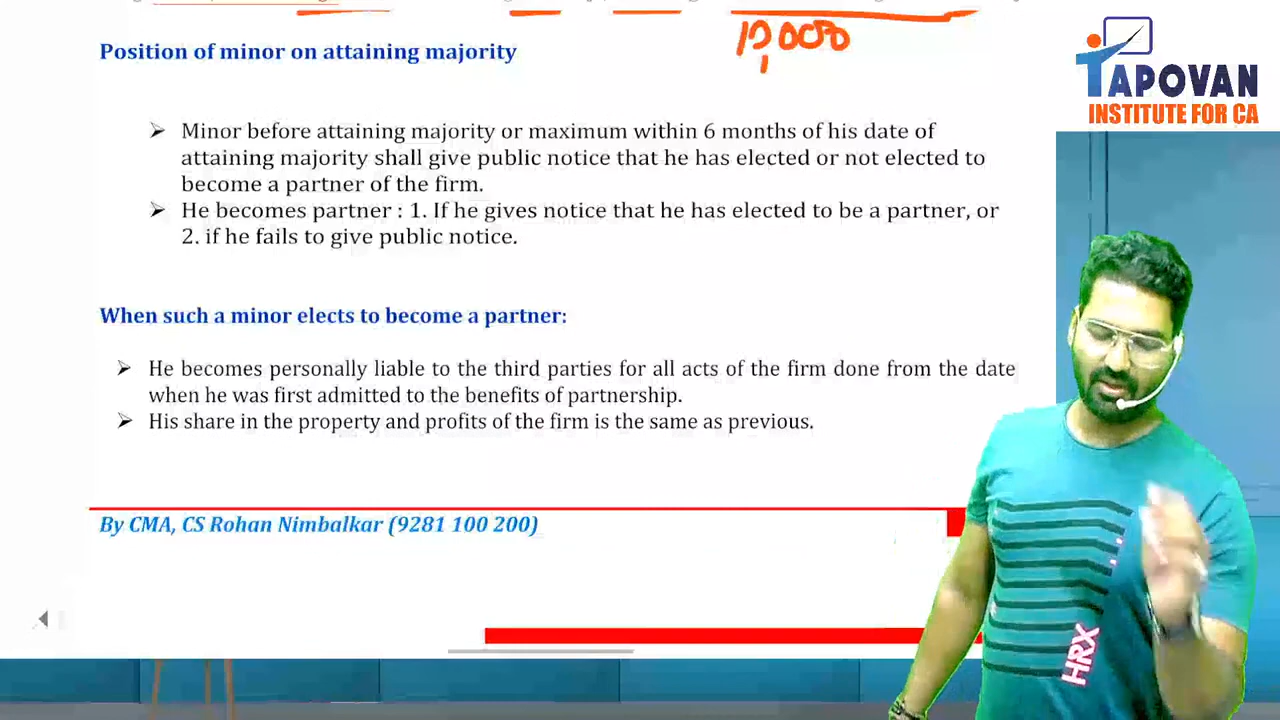 10,000
TAPOVAN
INSTITUTE FOR CA
Position of minor on attaining majority
➢ Minor before attaining majority or maximum within 6 months of his date of
attaining majority shall give public notice that he has elected or not elected to
become a partner of the firm.
➢ He becomes partner : 1. If he gives notice that he has elected to be a partner, or
2. if he fails to give public notice.
When such a minor elects to become a partner:
➢ He becomes personally liable to the third parties for all acts of the firm done from the date
when he was first admitted to the benefits of partnership.
➢ His share in the property and profits of the firm is the same as previous.
By CMA, CS Rohan Nimbalkar (9281 100 200)
HRX